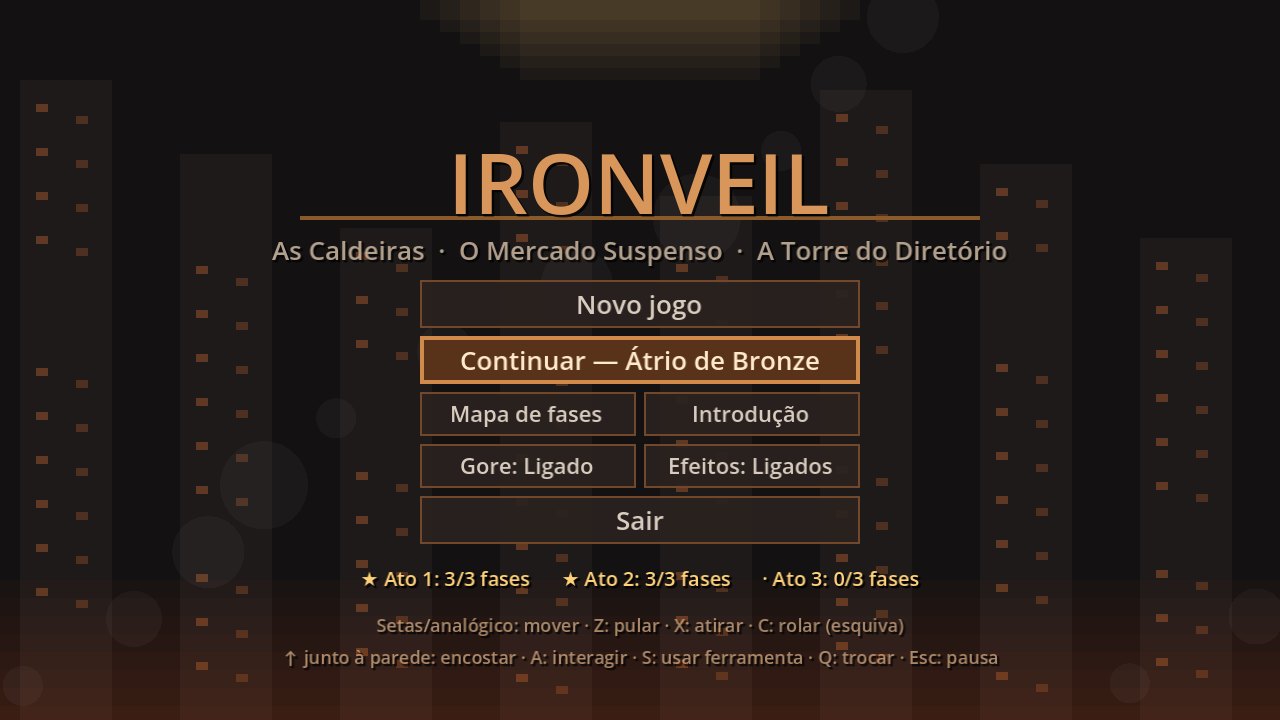 IRONVEIL
As Caldeiras · O Mercado Suspenso · A Torre do Diretório
Novo jogo
Continuar — Átrio de Bronze
Mapa de fases
Introdução
Gore: Ligado
Efeitos: Ligados
Sair
★ Ato 1: 3/3 fases ★ Ato 2: 3/3 fases · Ato 3: 0/3 fases
Setas/analógico: mover · Z: pular · X: atirar · C: rolar (esquiva)
↑ junto à parede: encostar · A: interagir · S: usar ferramenta · Q: trocar · Esc: pausa